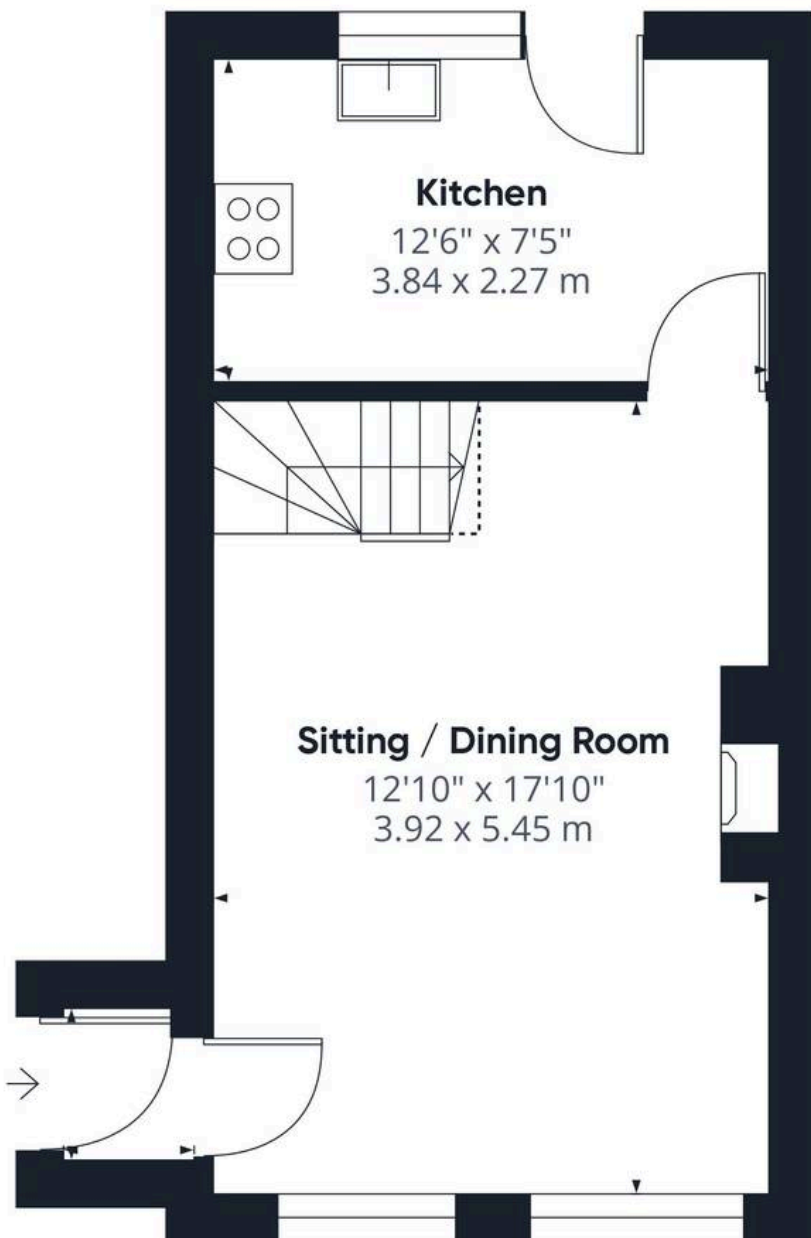 Kitchen
12'6" x 7'5"
3.84 x 2.27 m
Sitting / Dining Room
12'10" x 17'10"
3.92 x 5.45 m